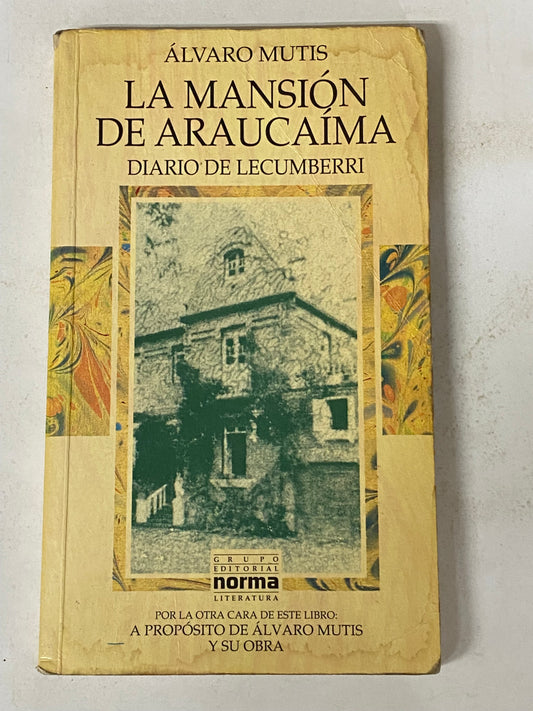 ÁLVARO MUTIS
LA MANSIÓN
DE ARAUCAÍMA
DIARIO DE LECUMBERRI
GRUPO
EDITORIAL
norma
LITERATURA
POR LA OTRA CARA DE ESTE LIBRO:
A PROPÓSITO DE ÁLVARO MUTIS
Y SU OBRA